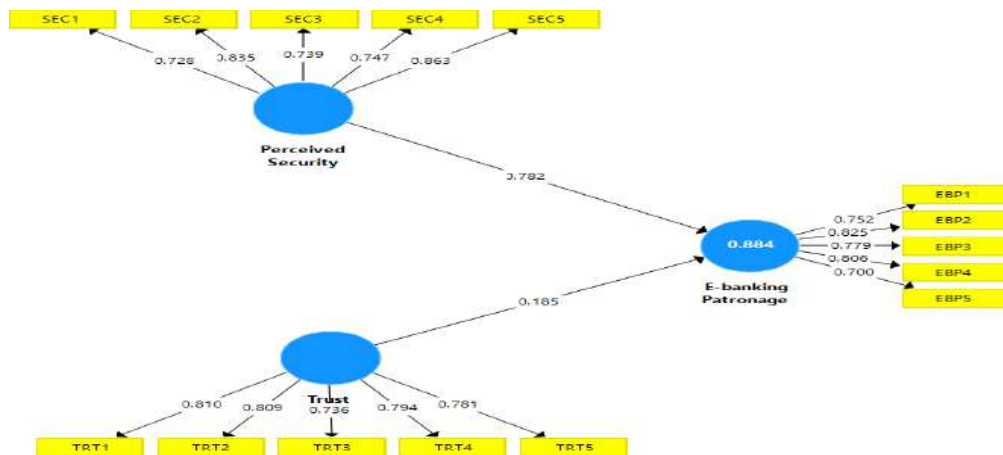 SEC1 SEC2 SEC3 SEC4 SEC5
0.728 0.835 0.739 0.747 0.863
Perceived
Security
0.782
EBP1
0.752
EBP2
0.825
EBP3
0.779
0.884
0.806
EBP4
0.700
EBP5
E-banking
Patronage
0.185
Trust
0.810 0.809 0.736 0.794 0.781
TRT1 TRT2 TRT3 TRT4 TRT5